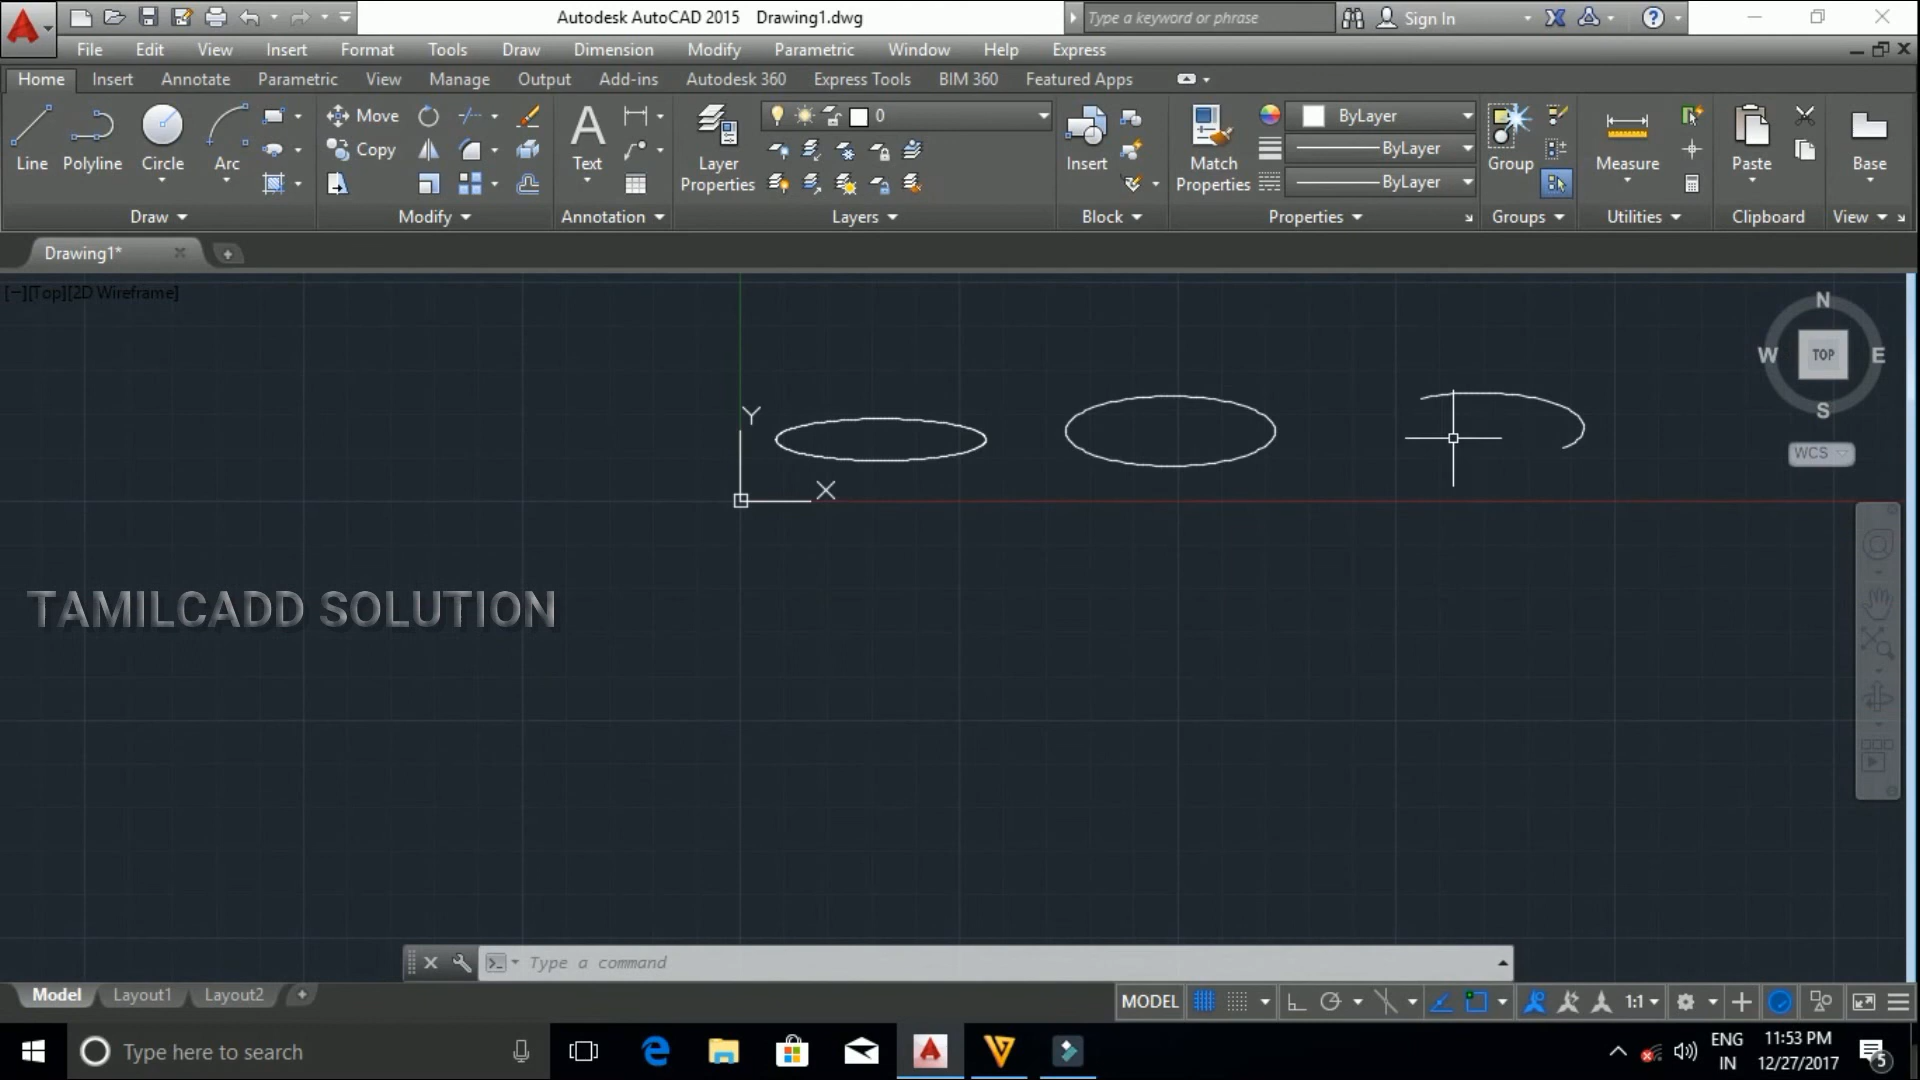 Autodesk AutoCAD 2015 Drawing1.dwg
Type a keyword or phrase
Sign In
File Edit View Insert Format Tools Draw Dimension Modify Parametric Window Help Express
Home Insert Annotate Parametric View Manage Output Add-ins Autodesk 360 Express Tools BIM 360 Featured Apps
Move 0 ByLayer
Copy ByLayer
Line Polyline Circle Arc Text Layer Properties Insert Match Properties ByLayer Group Measure Paste Base
Draw Modify Annotation Layers Block Properties Groups Utilities Clipboard View
Drawing1*
[−][Top][2D Wireframe]
N
W TOP E
S
WCS
Y
X
TAMILCADD SOLUTION
Type a command
Model Layout1 Layout2
MODEL 1:1
Type here to search
ENG
IN
11:53 PM
12/27/2017
5